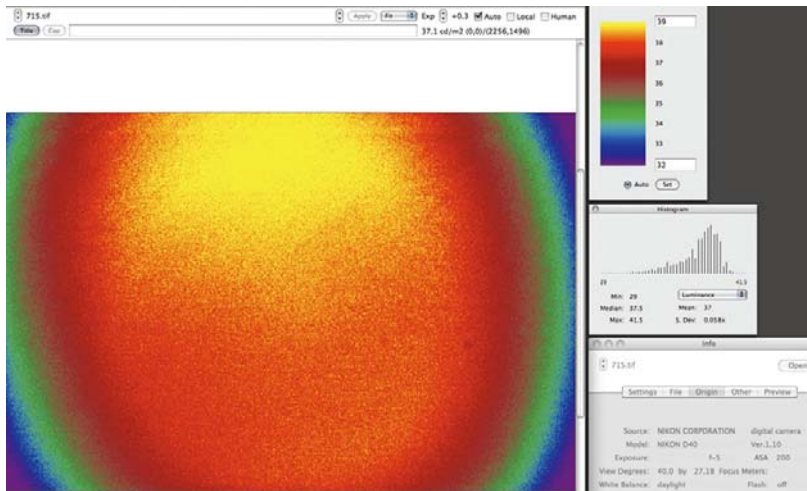 715.tif
Apply
Exp +0.3 Auto Local Human
Title Cap
37.1 cd/m2 (0,0)/(2256,1496)
39
38
37
36
35
34
33
32
Auto Set
Histogram
29 41.5
Min: 29 Luminance
Median: 37.5 Mean: 37
Max: 41.5 S. Dev: 0.058x
Info
715.tif Open
Settings File Origin Other Preview
Source: NIKON CORPORATION digital camera
Model: NIKON D40 Ver.1,10
Exposure: f-5 ASA 200
View Degrees: 40.0 by 27.18 Focus Meters:
White Balance: daylight Flash: off